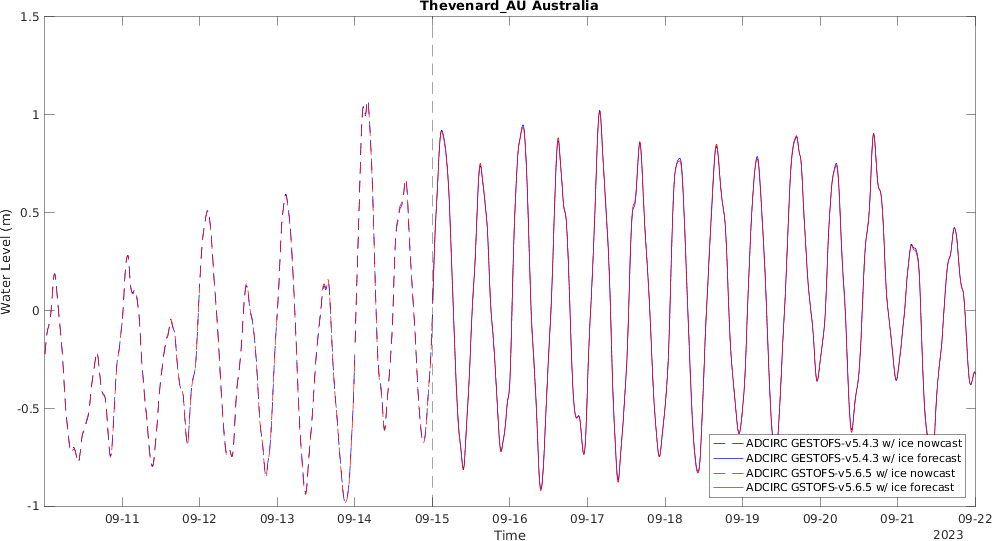 Thevenard_AU Australia
1.5
1
0.5
0
-0.5
-1
Water Level (m)
09-11 09-12 09-13 09-14 09-15 09-16 09-17 09-18 09-19 09-20 09-21 09-22
Time
2023
ADCIRC GESTOFS-v5.4.3 w/ ice nowcast
ADCIRC GESTOFS-v5.4.3 w/ ice forecast
ADCIRC GSTOFS-v5.6.5 w/ ice nowcast
ADCIRC GSTOFS-v5.6.5 w/ ice forecast